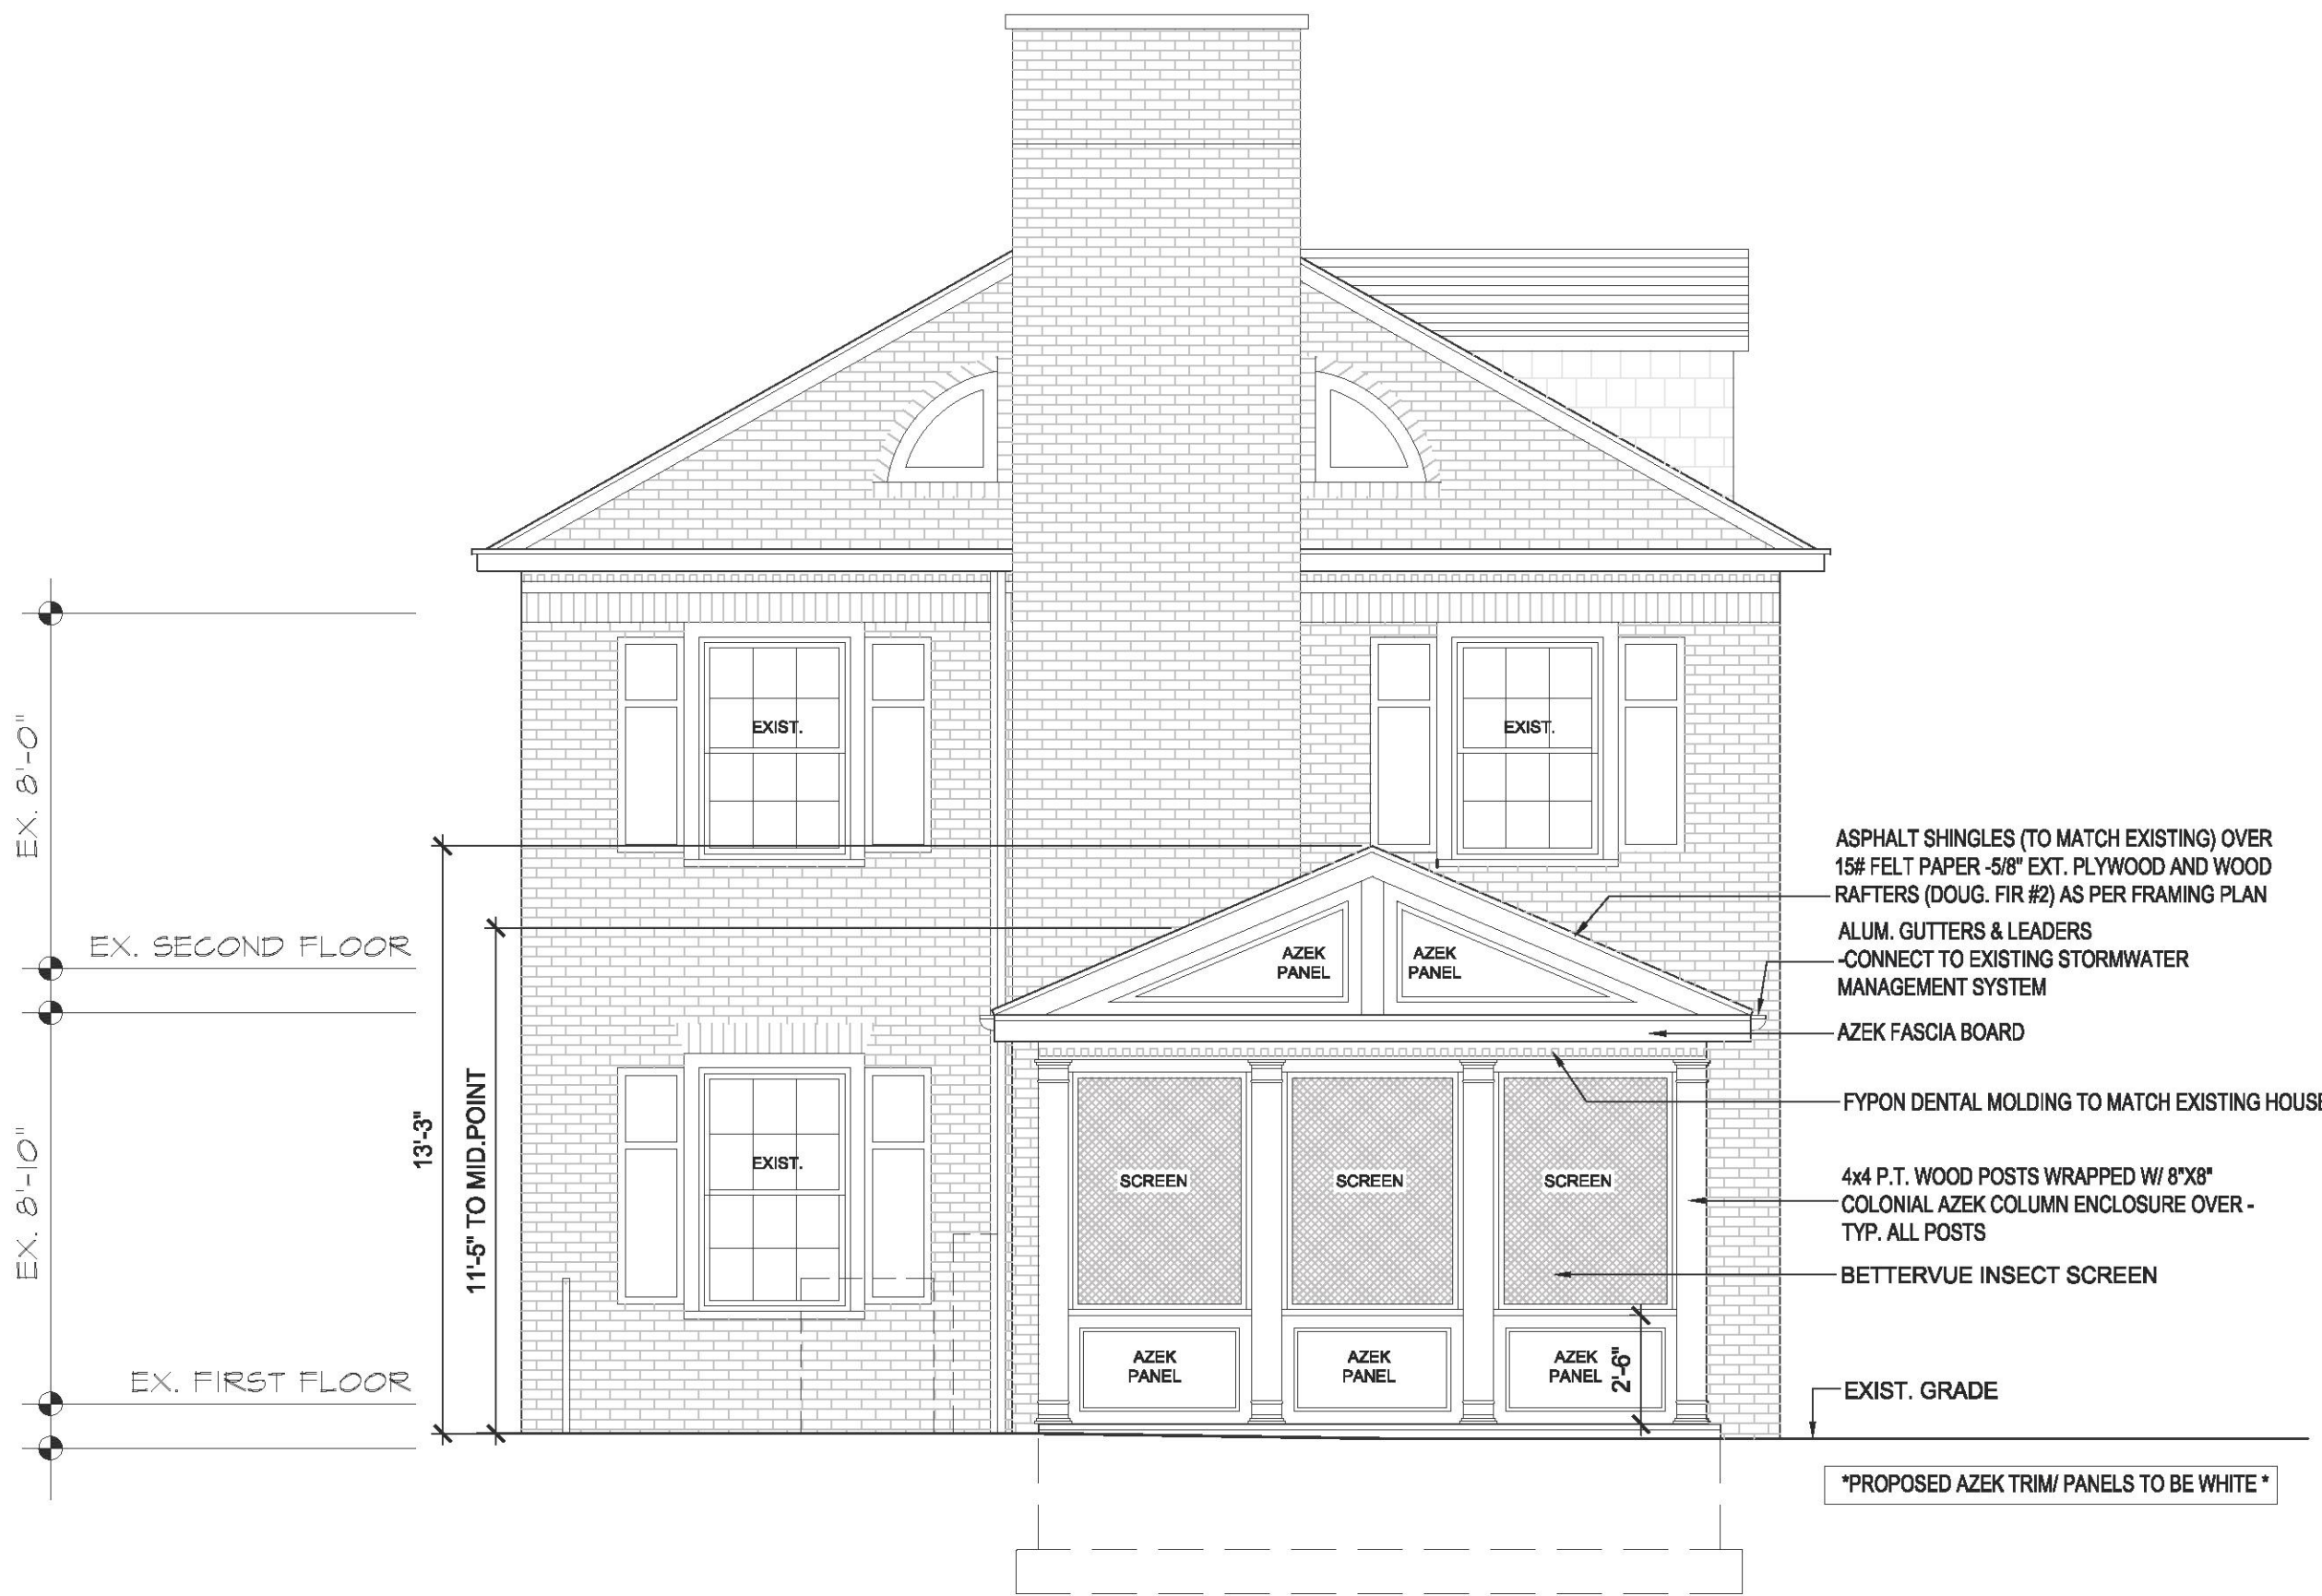 EXIST.
EXIST.
EX. 8'-0"
ASPHALT SHINGLES (TO MATCH EXISTING) OVER
15# FELT PAPER -5/8" EXT. PLYWOOD AND WOOD
RAFTERS (DOUG. FIR #2) AS PER FRAMING PLAN
ALUM. GUTTERS & LEADERS
-CONNECT TO EXISTING STORMWATER
MANAGEMENT SYSTEM
EX. SECOND FLOOR
AZEK
PANEL
AZEK
PANEL
AZEK FASCIA BOARD
FYPON DENTAL MOLDING TO MATCH EXISTING HOUSE
13'-3"
11'-5" TO MID.POINT
EX. 8'-10"
EXIST.
SCREEN
SCREEN
SCREEN
4x4 P.T. WOOD POSTS WRAPPED W/ 8"X8"
COLONIAL AZEK COLUMN ENCLOSURE OVER -
TYP. ALL POSTS
BETTERVUE INSECT SCREEN
AZEK
PANEL
AZEK
PANEL
AZEK
PANEL
2'-6"
EX. FIRST FLOOR
EXIST. GRADE
*PROPOSED AZEK TRIM/ PANELS TO BE WHITE *